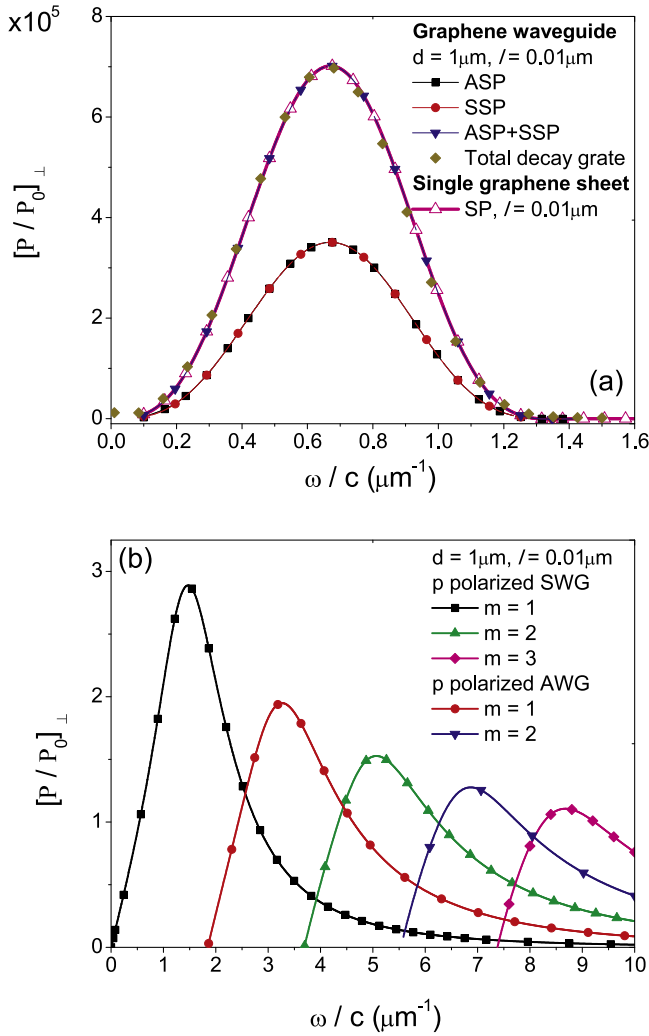 x10⁵
8
6
4
2
0
[P / P₀]⊥
Graphene waveguide
d = 1μm, l = 0.01μm
ASP
SSP
ASP+SSP
Total decay grate
Single graphene sheet
SP, l = 0.01μm
(a)
0.0 0.2 0.4 0.6 0.8 1.0 1.2 1.4 1.6
ω / c (μm⁻¹)
(b)
3
2
1
0
[P / P₀]⊥
d = 1μm, l = 0.01μm
p polarized SWG
m = 1
m = 2
m = 3
p polarized AWG
m = 1
m = 2
0 1 2 3 4 5 6 7 8 9 10
ω / c (μm⁻¹)